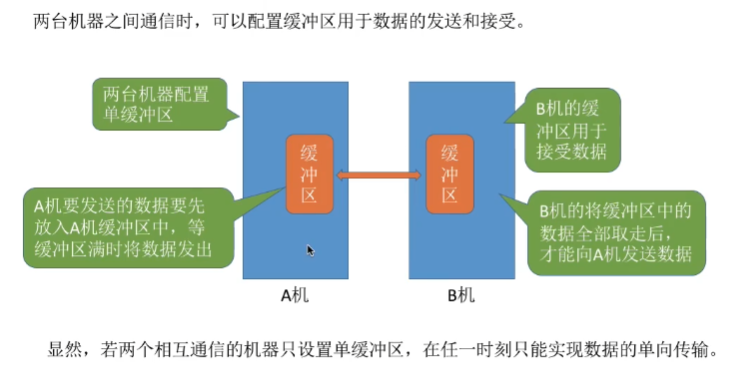 两台机器之间通信时，可以配置缓冲区用于数据的发送和接受。
两台机器配置
单缓冲区
B机的缓
冲区用于
接受数据
缓
冲
区
缓
冲
区
A机要发送的数据要先
放入A机缓冲区中，等
缓冲区满时将数据发出
B机的将缓冲区中的
数据全部取走后，
才能向A机发送数据
A机
B机
显然，若两个相互通信的机器只设置单缓冲区，在任一时刻只能实现数据的单向传输。